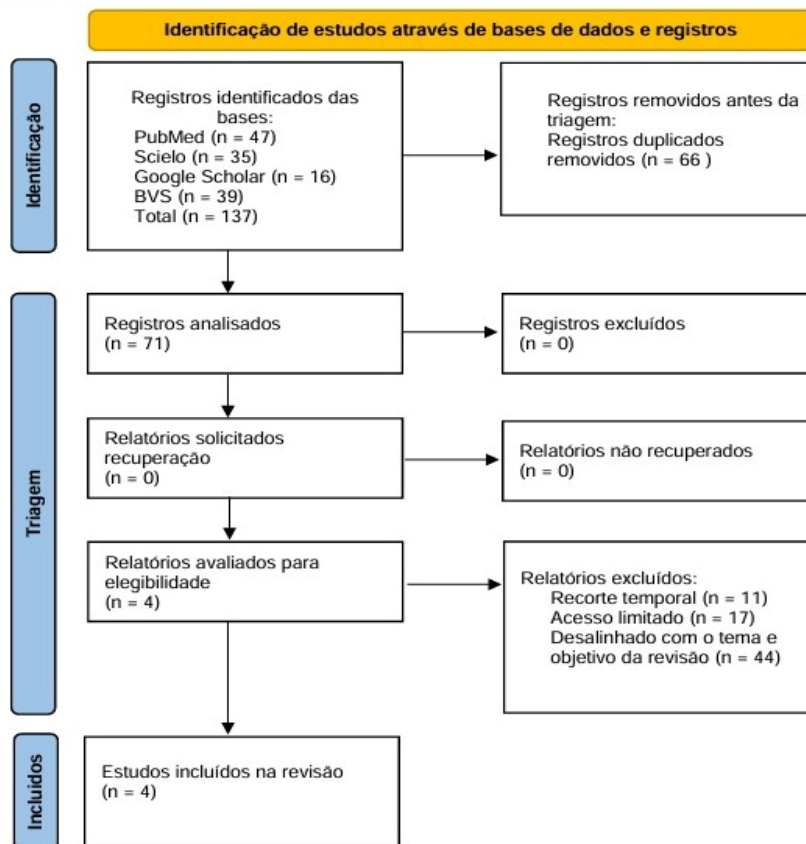 Identificação de estudos através de bases de dados e registros
Identificação
Registros identificados das
bases:
PubMed (n = 47)
Scielo (n = 35)
Google Scholar (n = 16)
BVS (n = 39)
Total (n = 137)
Registros removidos antes da
triagem:
Registros duplicados
removidos (n = 66 )
Triagem
Registros analisados
(n = 71)
Registros excluídos
(n = 0)
Relatórios solicitados
recuperação
(n = 0)
Relatórios não recuperados
(n = 0)
Relatórios avaliados para
elegibilidade
(n = 4)
Relatórios excluídos:
Recorte temporal (n = 11)
Acesso limitado (n = 17)
Desalinhado com o tema e
objetivo da revisão (n = 44)
Incluidos
Estudos incluídos na revisão
(n = 4)